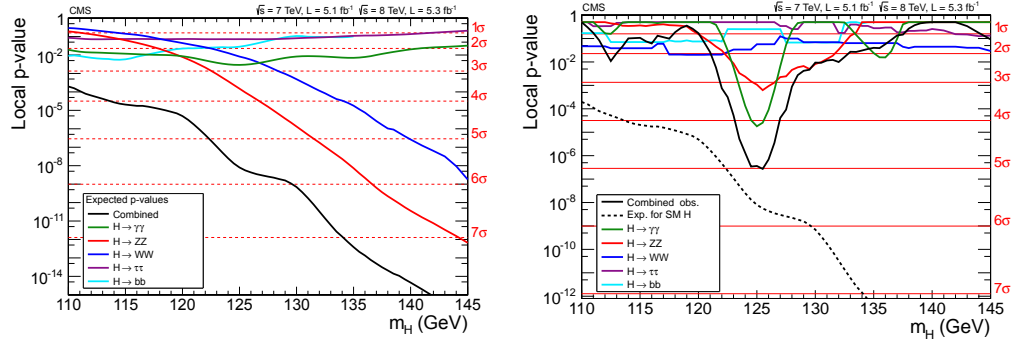 CMS √s = 7 TeV, L = 5.1 fb⁻¹ √s = 8 TeV, L = 5.3 fb⁻¹
Local p-value
1
10⁻²
10⁻⁵
10⁻⁸
10⁻¹¹
10⁻¹⁴
1σ
2σ
3σ
4σ
5σ
6σ
7σ
Expected p-values
Combined
H → γγ
H → ZZ
H → WW
H → ττ
H → bb
110 115 120 125 130 135 140 145
m_H (GeV)
CMS √s = 7 TeV, L = 5.1 fb⁻¹ √s = 8 TeV, L = 5.3 fb⁻¹
Local p-value
1
10⁻²
10⁻⁴
10⁻⁶
10⁻⁸
10⁻¹⁰
10⁻¹²
1σ
2σ
3σ
4σ
5σ
6σ
7σ
Combined obs.
Exp. for SM H
H → γγ
H → ZZ
H → WW
H → ττ
H → bb
110 115 120 125 130 135 140 145
m_H (GeV)